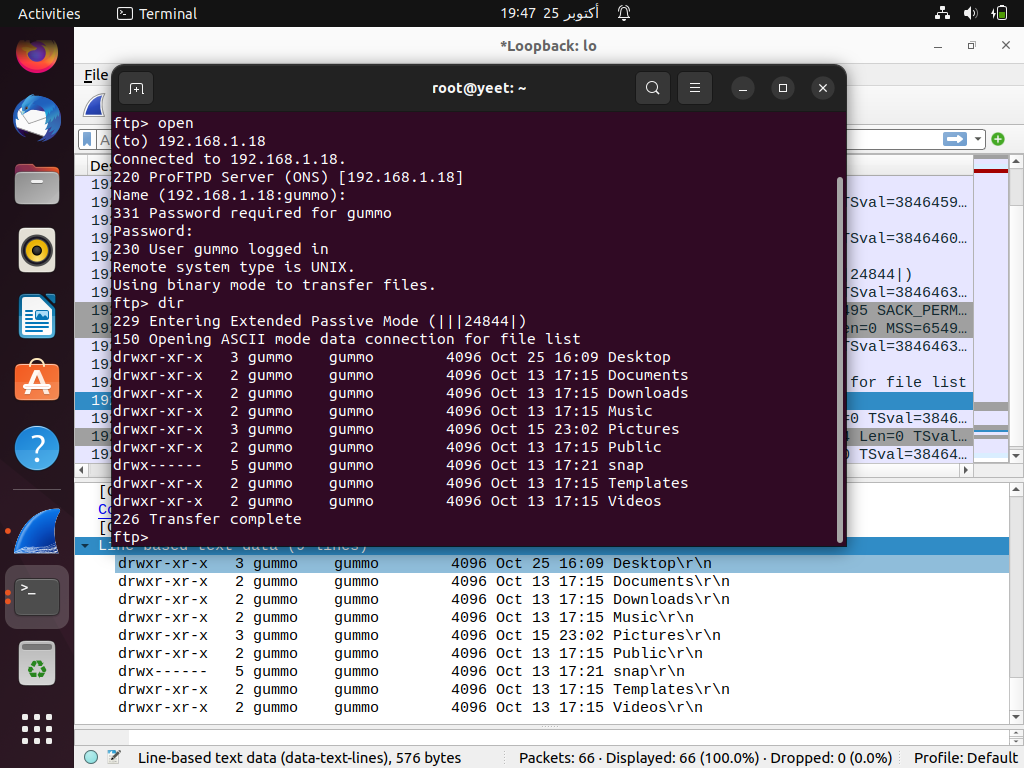 Activities
Terminal
19:47 25 أكتوبر
*Loopback: lo
File
root@yeet: ~
ftp> open
(to) 192.168.1.18
Connected to 192.168.1.18.
220 ProFTPD Server (ONS) [192.168.1.18]
Name (192.168.1.18:gummo):
331 Password required for gummo
Password:
230 User gummo logged in
Remote system type is UNIX.
Using binary mode to transfer files.
ftp> dir
229 Entering Extended Passive Mode (|||24844|)
150 Opening ASCII mode data connection for file list
drwxr-xr-x   3 gummo    gummo        4096 Oct 25 16:09 Desktop
drwxr-xr-x   2 gummo    gummo        4096 Oct 13 17:15 Documents
drwxr-xr-x   2 gummo    gummo        4096 Oct 13 17:15 Downloads
drwxr-xr-x   2 gummo    gummo        4096 Oct 13 17:15 Music
drwxr-xr-x   3 gummo    gummo        4096 Oct 15 23:02 Pictures
drwxr-xr-x   2 gummo    gummo        4096 Oct 13 17:15 Public
drwx------   5 gummo    gummo        4096 Oct 13 17:21 snap
drwxr-xr-x   2 gummo    gummo        4096 Oct 13 17:15 Templates
drwxr-xr-x   2 gummo    gummo        4096 Oct 13 17:15 Videos
226 Transfer complete
ftp>
TSval=3846459…
TSval=3846460…
24844|)
TSval=3846463…
495 SACK_PERM…
en=0 MSS=6549…
TSval=3846463…
for file list
=0 TSval=3846…
Len=0 TSval…
TSval=38464…
Line-based text data (9 lines)
drwxr-xr-x   3 gummo    gummo        4096 Oct 25 16:09 Desktop\r\n
drwxr-xr-x   2 gummo    gummo        4096 Oct 13 17:15 Documents\r\n
drwxr-xr-x   2 gummo    gummo        4096 Oct 13 17:15 Downloads\r\n
drwxr-xr-x   2 gummo    gummo        4096 Oct 13 17:15 Music\r\n
drwxr-xr-x   3 gummo    gummo        4096 Oct 15 23:02 Pictures\r\n
drwxr-xr-x   2 gummo    gummo        4096 Oct 13 17:15 Public\r\n
drwx------   5 gummo    gummo        4096 Oct 13 17:21 snap\r\n
drwxr-xr-x   2 gummo    gummo        4096 Oct 13 17:15 Templates\r\n
drwxr-xr-x   2 gummo    gummo        4096 Oct 13 17:15 Videos\r\n
Line-based text data (data-text-lines), 576 bytes
Packets: 66 · Displayed: 66 (100.0%) · Dropped: 0 (0.0%)
Profile: Default